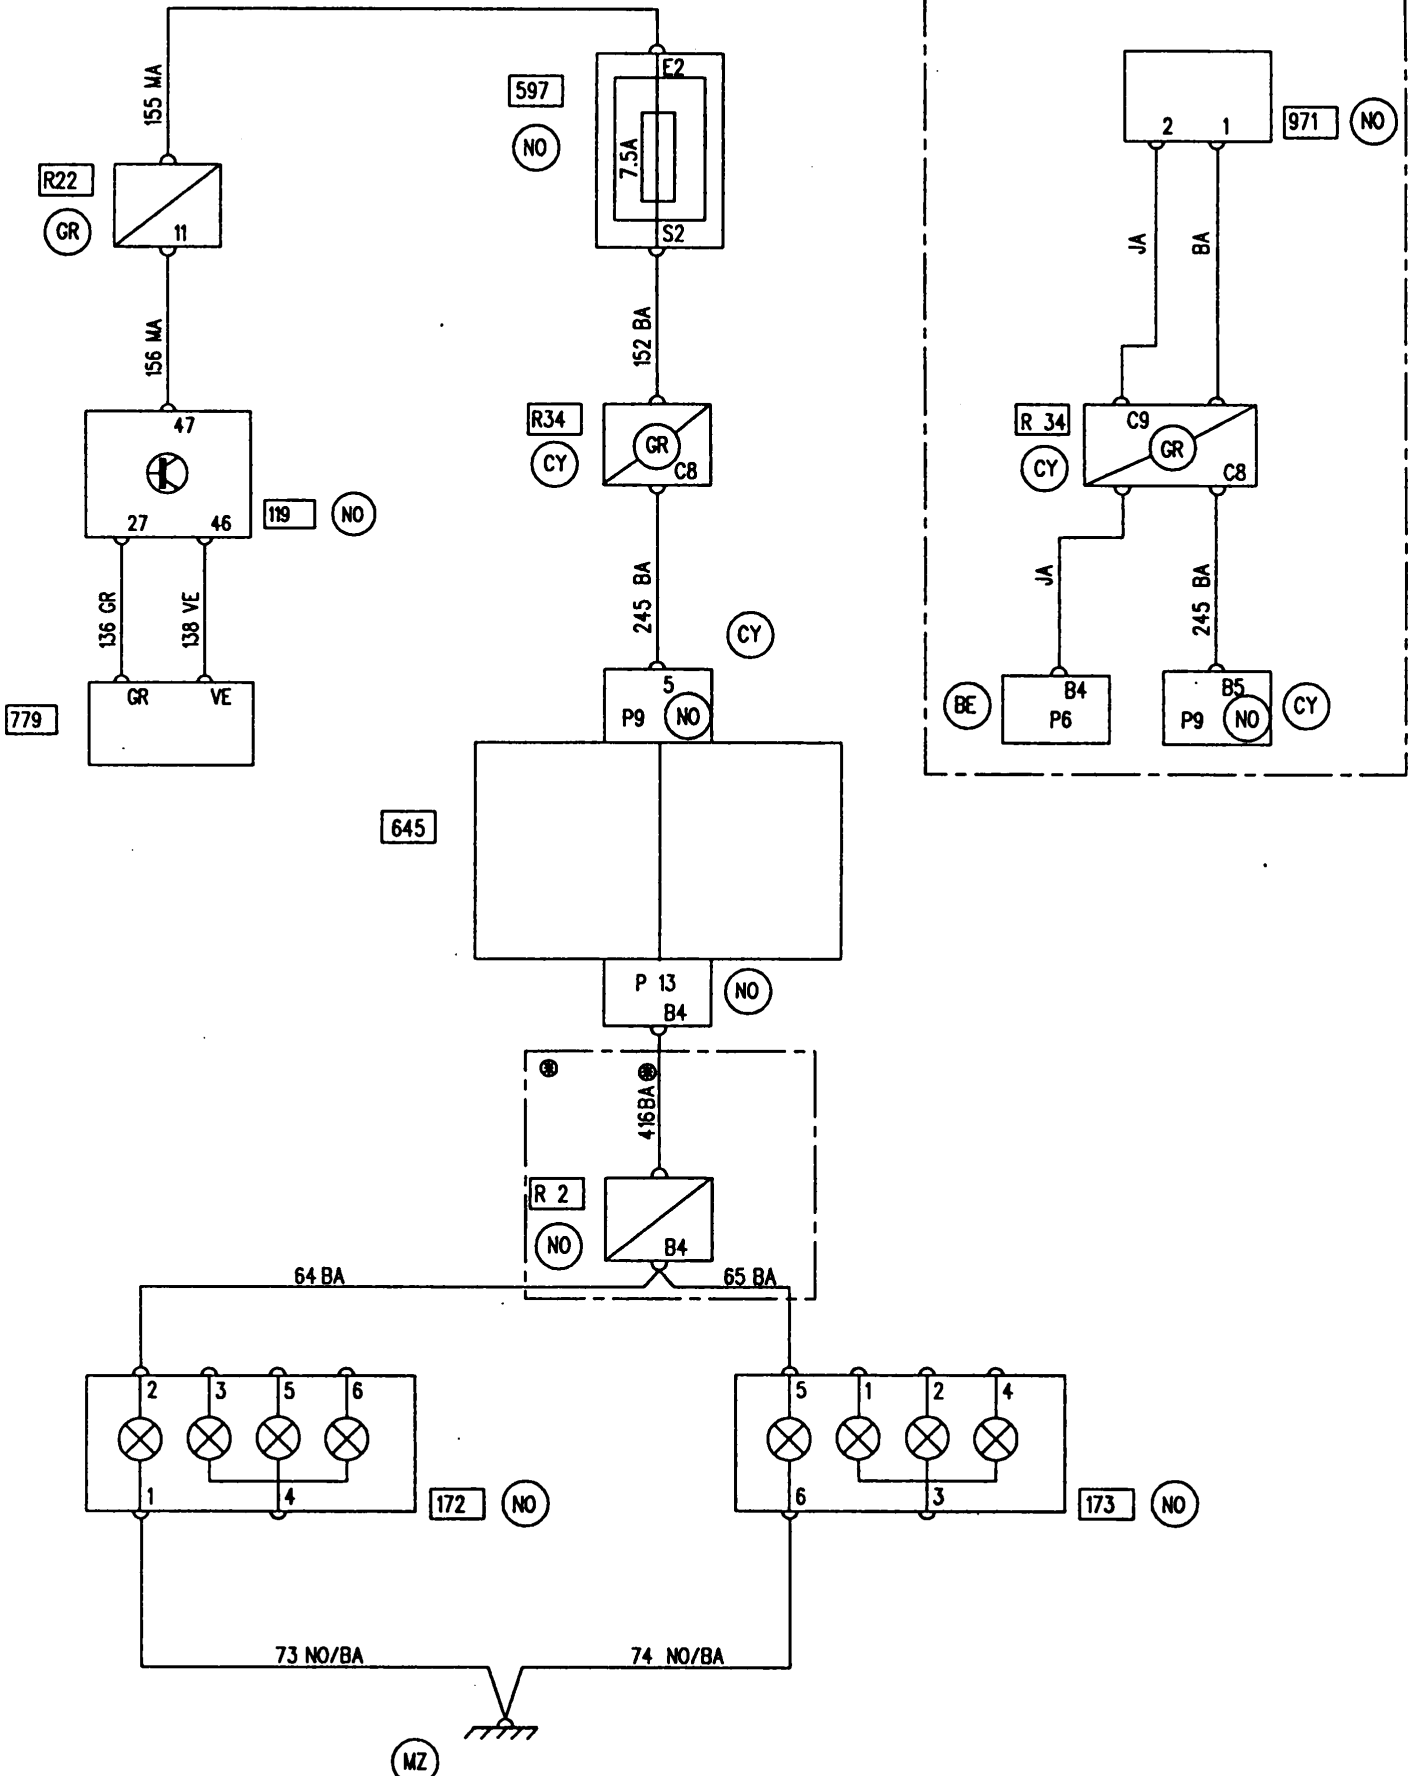 155 MA
R22
GR
11
156 MA
47
119
NO
27
46
136 GR
138 VE
779
GR
VE
597
NO
E2
7.5A
S2
152 BA
R34
CY
GR
C8
245 BA
CY
5
P9
NO
645
P 13
NO
B4
416BA
R 2
NO
B4
64 BA
65 BA
2
3
5
6
1
4
172
NO
5
1
2
4
6
3
173
NO
73 NO/BA
74 NO/BA
MZ
2
1
971
NO
JA
BA
R 34
CY
C9
GR
C8
JA
245 BA
BE
B4
P6
B5
P9
NO
CY